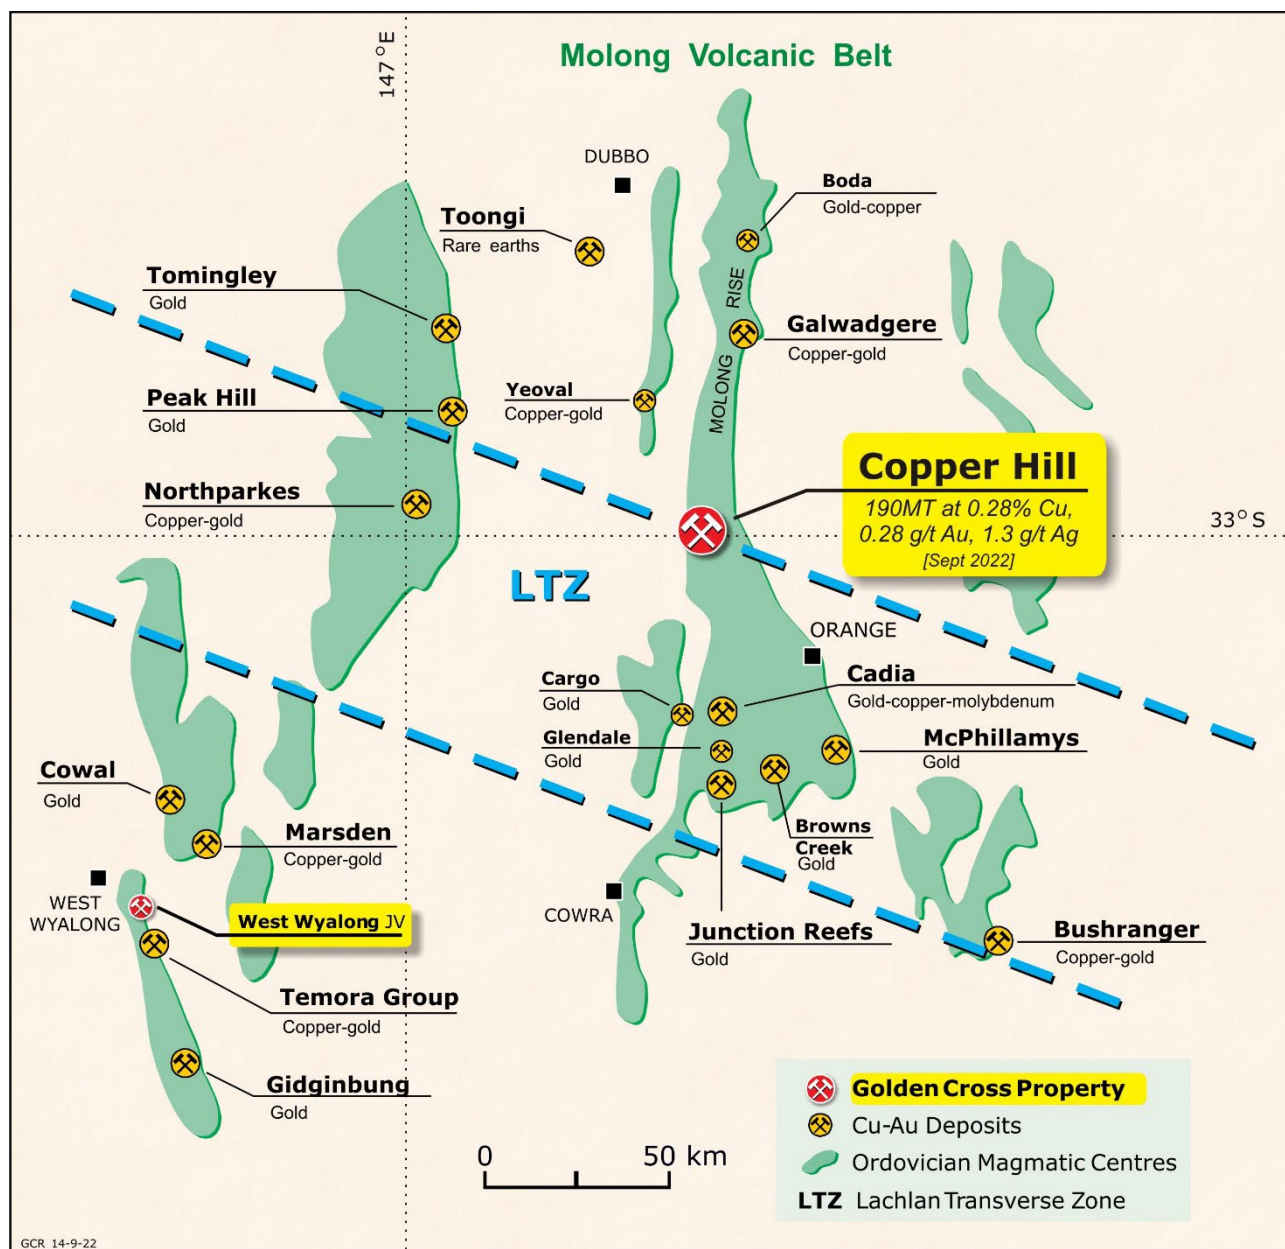 Molong Volcanic Belt
147°E
DUBBO
Boda
Gold-copper
Toongi
Rare earths
Tomingley
Gold
MOLONG RISE
Galwadgere
Copper-gold
Peak Hill
Gold
Yeoval
Copper-gold
Copper Hill
190MT at 0.28% Cu,
0.28 g/t Au, 1.3 g/t Ag
[Sept 2022]
Northparkes
Copper-gold
33°S
LTZ
ORANGE
Cargo
Gold
Cadia
Gold-copper-molybdenum
Glendale
Gold
McPhillamys
Gold
Cowal
Gold
Marsden
Copper-gold
Browns
Creek
Gold
WEST
WYALONG
West Wyalong JV
COWRA
Junction Reefs
Gold
Bushranger
Copper-gold
Temora Group
Copper-gold
Gidginbung
Gold
0 50 km
Golden Cross Property
Cu-Au Deposits
Ordovician Magmatic Centres
LTZ Lachlan Transverse Zone
GCR 14-9-22